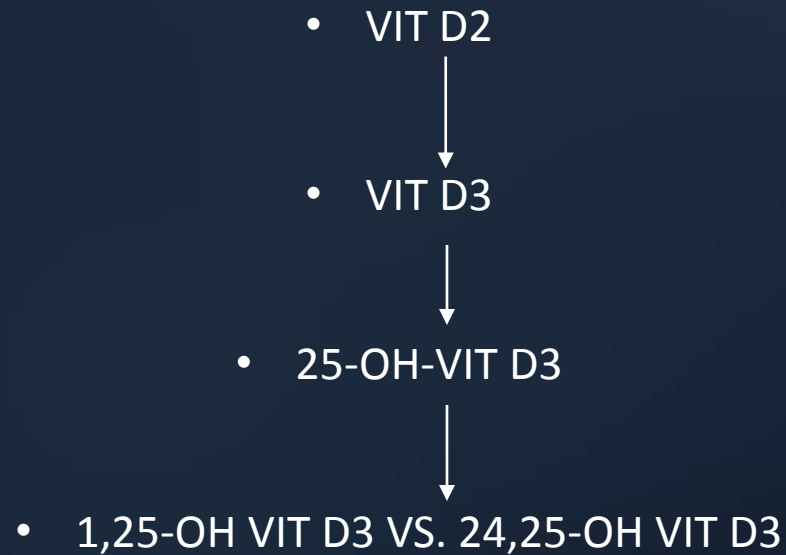 • VIT D2
• VIT D3
• 25-OH-VIT D3
• 1,25-OH VIT D3 VS. 24,25-OH VIT D3